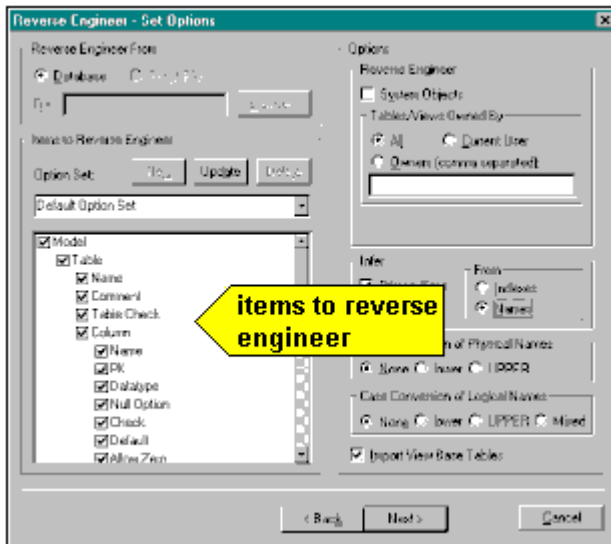 Reverse Engineer - Set Options
Reverse Engineer From
Database
Items to Reverse Engineer
Option Set:
Update
Default Option Set
Model
Table
Name
Comment
Table Check
Column
Name
PK
Datatype
Null Option
Check
Default
Allow Zero
items to reverse
engineer
Options
Reverse Engineer
System Objects
Tables/Views Owned By
All Current User
Owners (comma separated):
Infer
From
Indexes
Names
of Physical Names
None lower UPPER
Case Conversion of Logical Names
None lower UPPER Mixed
Import View Base Tables
< Back Next > Cancel